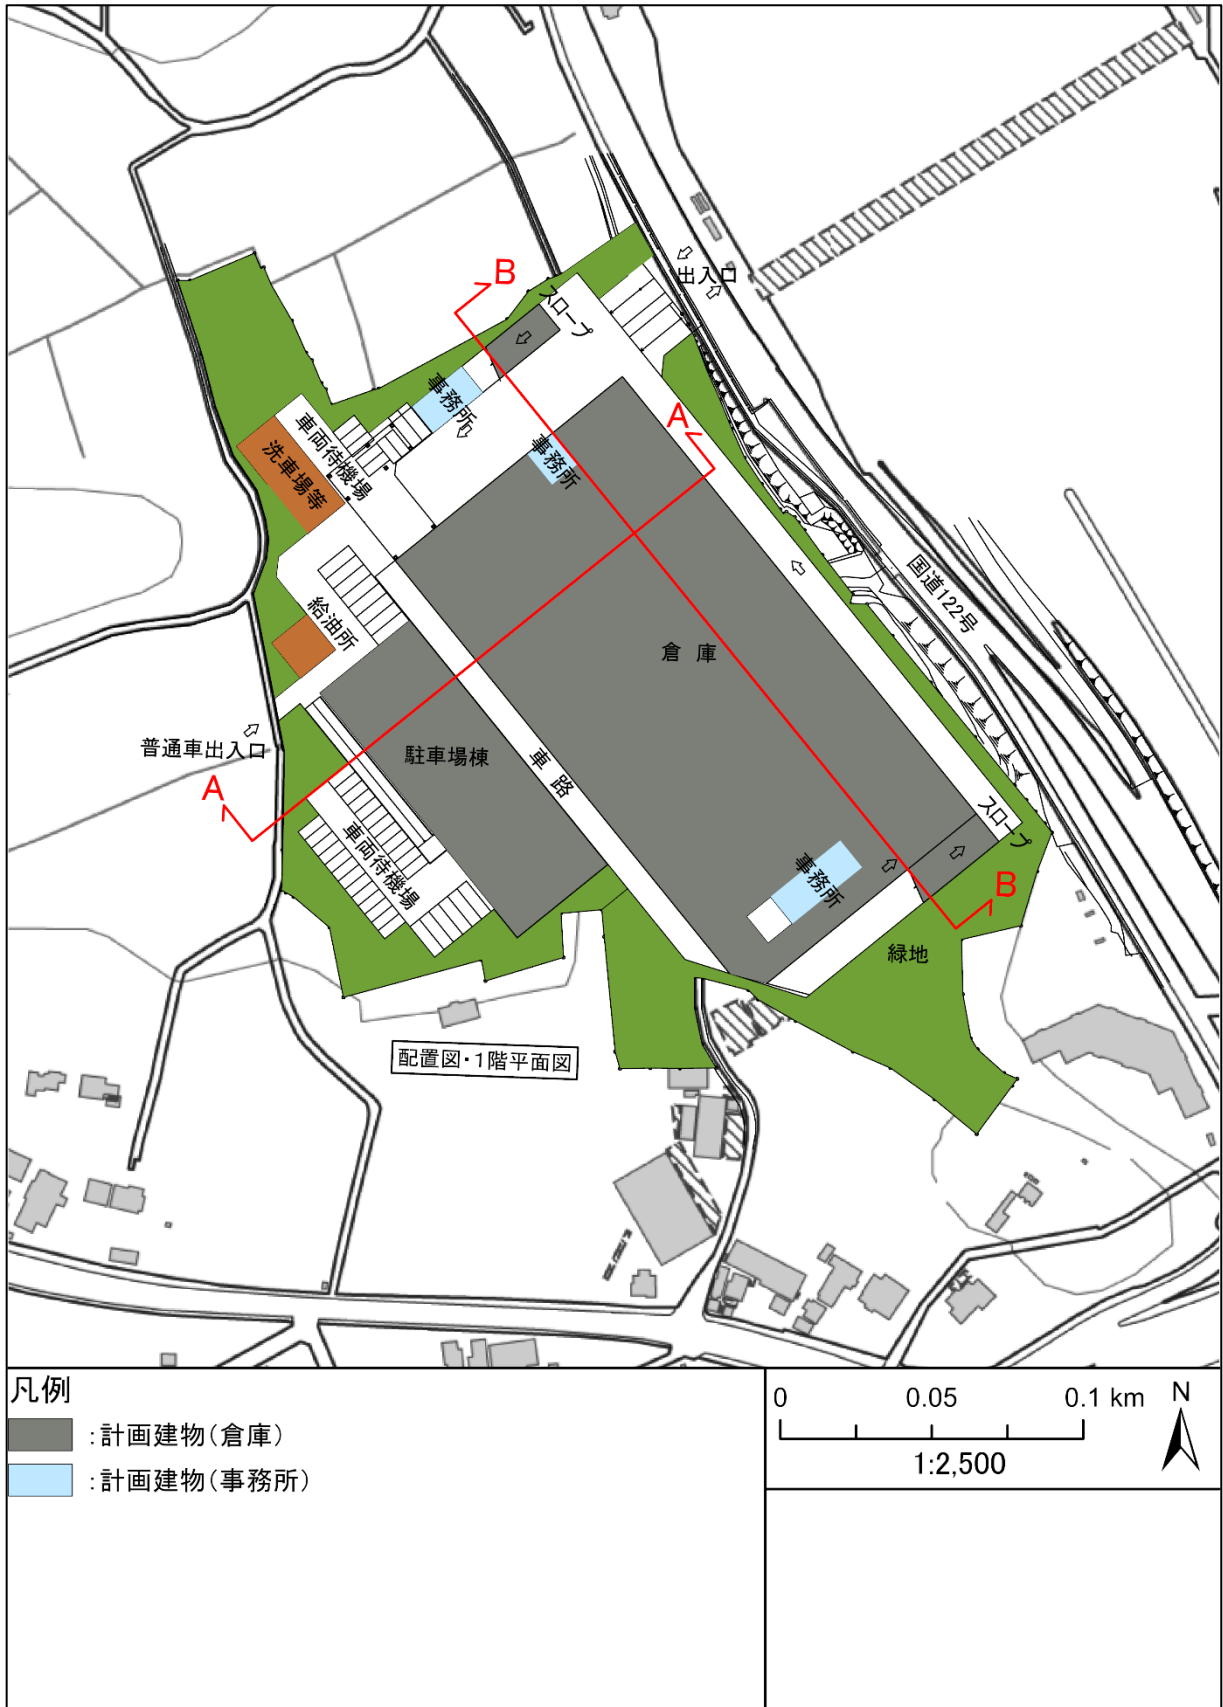 B
スロープ
出入口
事務所
A
車両待機場
洗車場等
事務所
国道122号
給油所
倉 庫
普通車出入口
駐車場棟
車 路
A
スロープ
車両待機場
事務所
B
緑地
配置図・1階平面図
凡例
:計画建物(倉庫)
:計画建物(事務所)
0 0.05 0.1 km
N
1:2,500